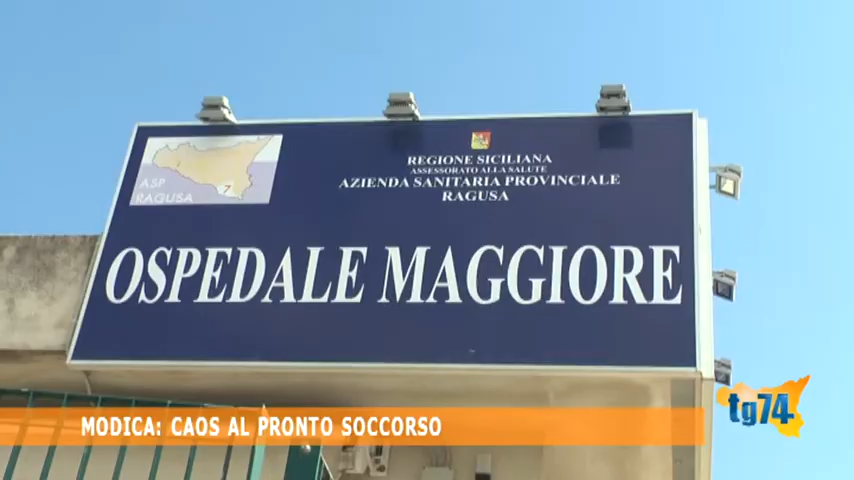 REGIONE SICILIANA
ASSESSORATO ALLA SALUTE
AZIENDA SANITARIA PROVINCIALE
RAGUSA
ASP
RAGUSA
7
OSPEDALE MAGGIORE
MODICA: CAOS AL PRONTO SOCCORSO
tg74